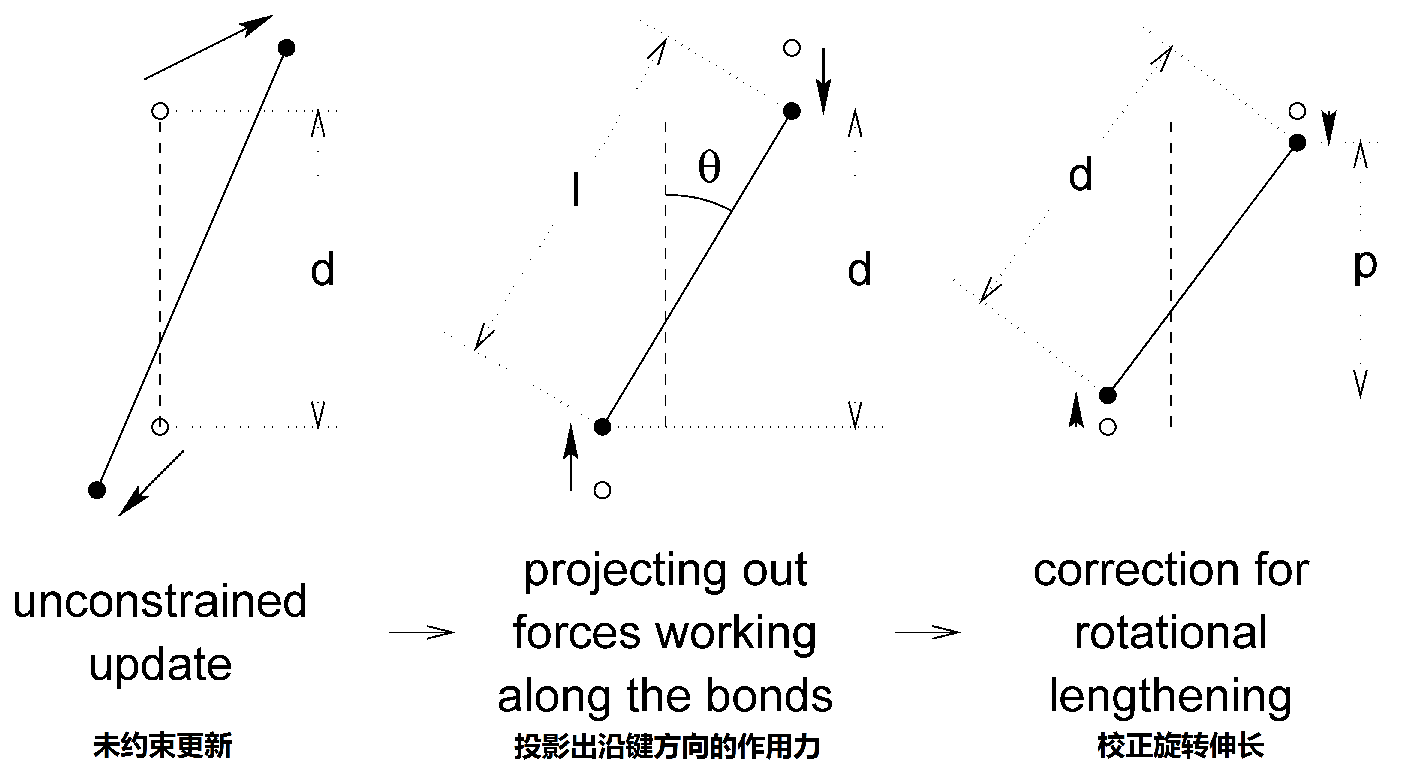 d
l
θ
d
d
p
unconstrained
update
未约束更新
projecting out
forces working
along the bonds
投影出沿键方向的作用力
correction for
rotational
lengthening
校正旋转伸长